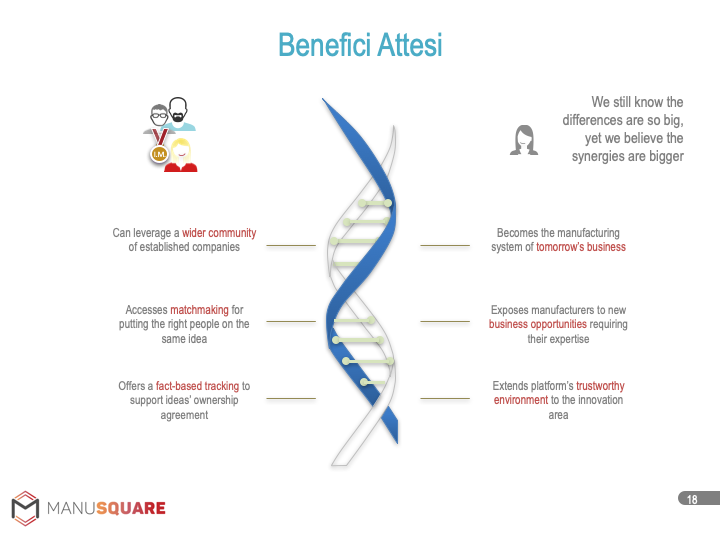 Benefici Attesi
I.M.
We still know the
differences are so big,
yet we believe the
synergies are bigger
Can leverage a wider community
of established companies
Becomes the manufacturing
system of tomorrow's business
Accesses matchmaking for
putting the right people on the
same idea
Exposes manufacturers to new
business opportunities requiring
their expertise
Offers a fact-based tracking to
support ideas' ownership
agreement
Extends platform's trustworthy
environment to the innovation
area
MANUSQUARE
18